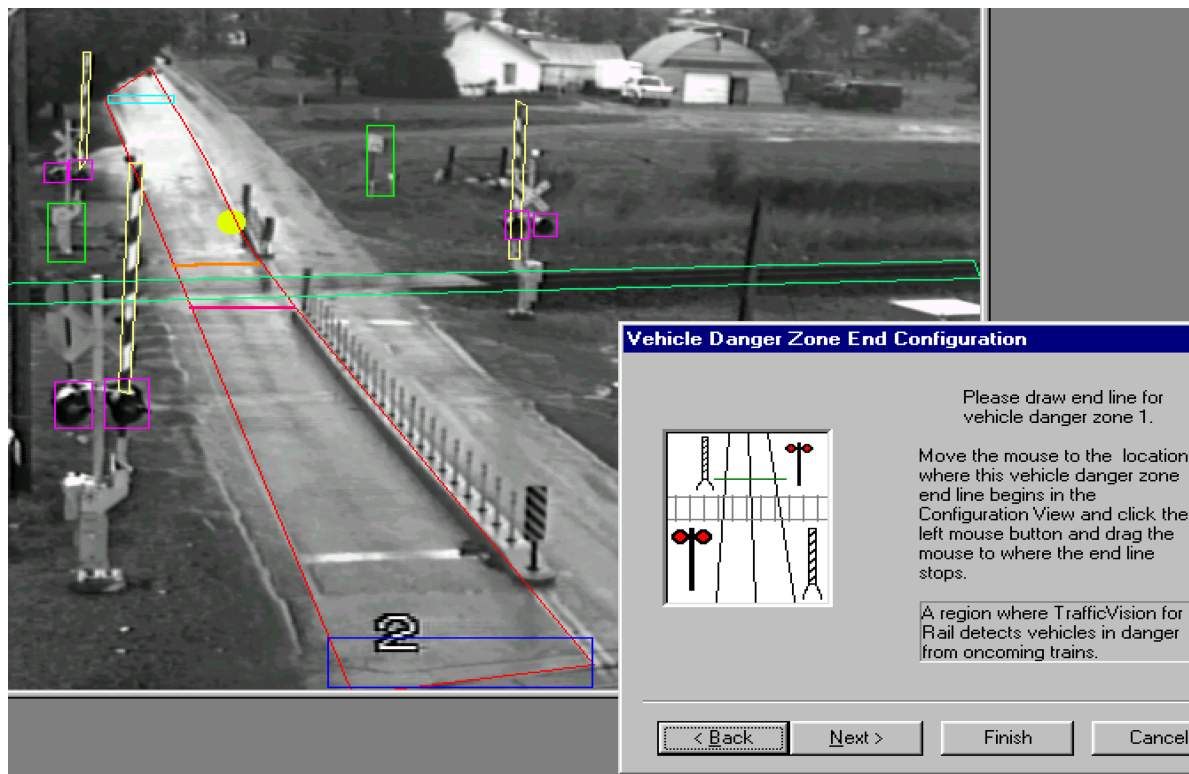 2
Vehicle Danger Zone End Configuration
Please draw end line for
vehicle danger zone 1.
Move the mouse to the location
where this vehicle danger zone
end line begins in the
Configuration View and click the
left mouse button and drag the
mouse to where the end line
stops.
A region where TrafficVision for
Rail detects vehicles in danger
from oncoming trains.
< Back
Next >
Finish
Cancel